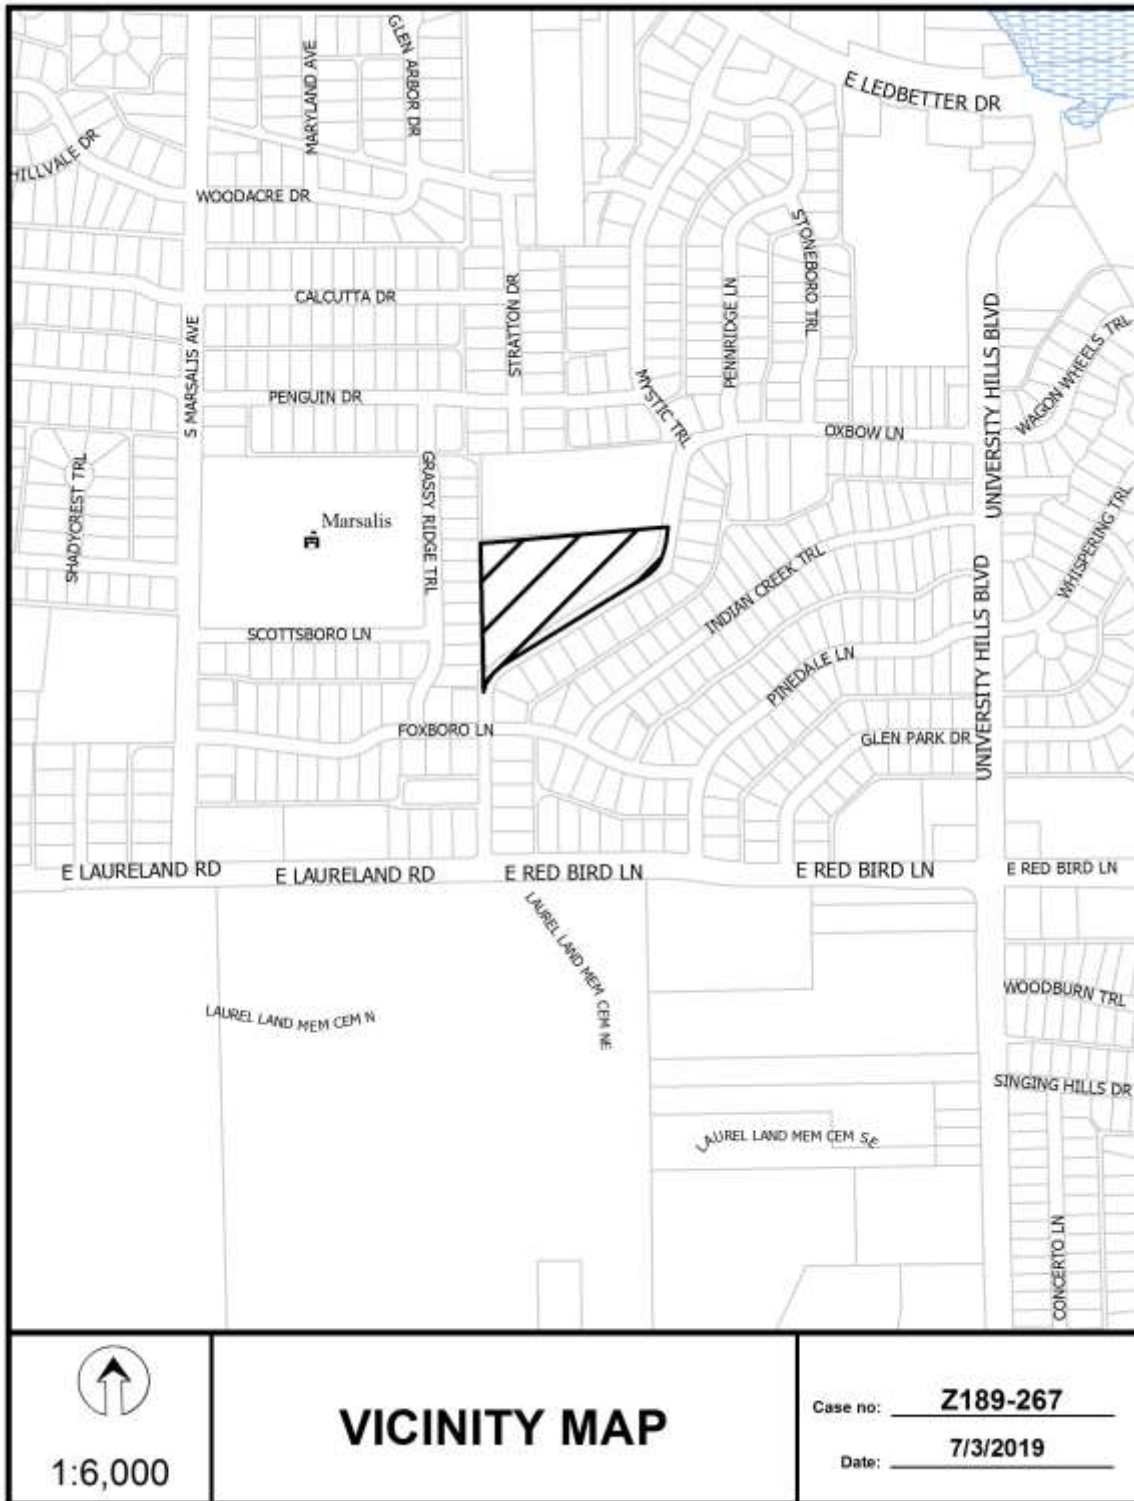 GLEN ARBOR DR
MARYLAND AVE
E LEDBETTER DR
HILLVALE DR
WOODACRE DR
STONEBORO TRL
STRATTON DR
PENNRIDGE LN
CALCUTTA DR
UNIVERSITY HILLS BLVD
WAGON WHEELS TRL
S MARSALIS AVE
MYSTIC TRL
PENGUIN DR
OXBOW LN
SHADYCREST TRL
GRASSY RIDGE TRL
Marsalis
WHISPERING TRL
INDIAN CREEK TRL
UNIVERSITY HILLS BLVD
SCOTTSBORO LN
PINEDALE LN
FOXBORO LN
GLEN PARK DR
E LAURELAND RD
E LAURELAND RD
E RED BIRD LN
E RED BIRD LN
E RED BIRD LN
LAUREL LAND MEM CEM NE
LAUREL LAND MEM CEM N
WOODBURN TRL
SINGING HILLS DR
LAUREL LAND MEM CEM SE
CONCERTO LN
1:6,000
VICINITY MAP
Case no: Z189-267
Date: 7/3/2019